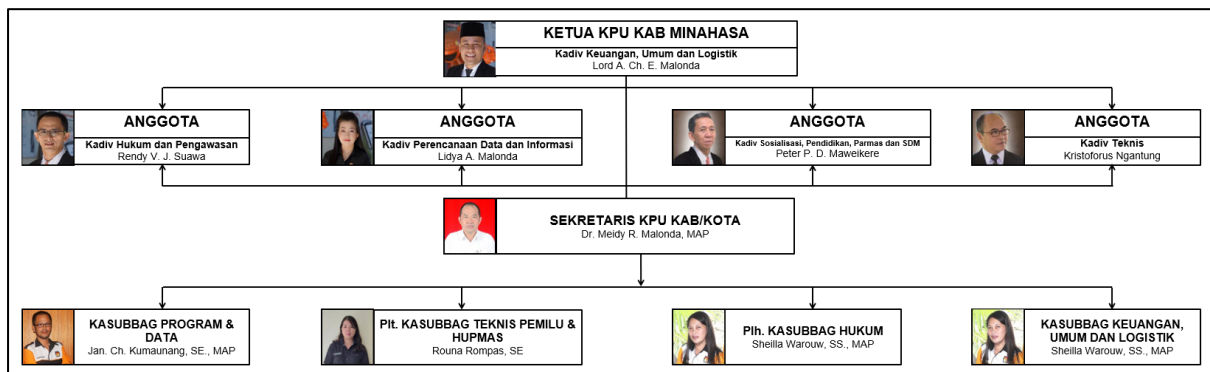 KETUA KPU KAB MINAHASA
Kadiv Keuangan, Umum dan Logistik
Lord A. Ch. E. Malonda
ANGGOTA
Kadiv Hukum dan Pengawasan
Rendy V. J. Suawa
ANGGOTA
Kadiv Perencanaan Data dan Informasi
Lidya A. Malonda
ANGGOTA
Kadiv Sosialisasi, Pendidikan, Parmas dan SDM
Peter P. D. Maweikere
ANGGOTA
Kadiv Teknis
Kristoforus Ngantung
SEKRETARIS KPU KAB/KOTA
Dr. Meidy R. Malonda, MAP
KASUBBAG PROGRAM &
DATA
Jan. Ch. Kumaunang, SE., MAP
Plt. KASUBBAG TEKNIS PEMILU &
HUPMAS
Rouna Rompas, SE
Plh. KASUBBAG HUKUM
Sheilla Warouw, SS., MAP
KASUBBAG KEUANGAN,
UMUM DAN LOGISTIK
Sheilla Warouw, SS., MAP